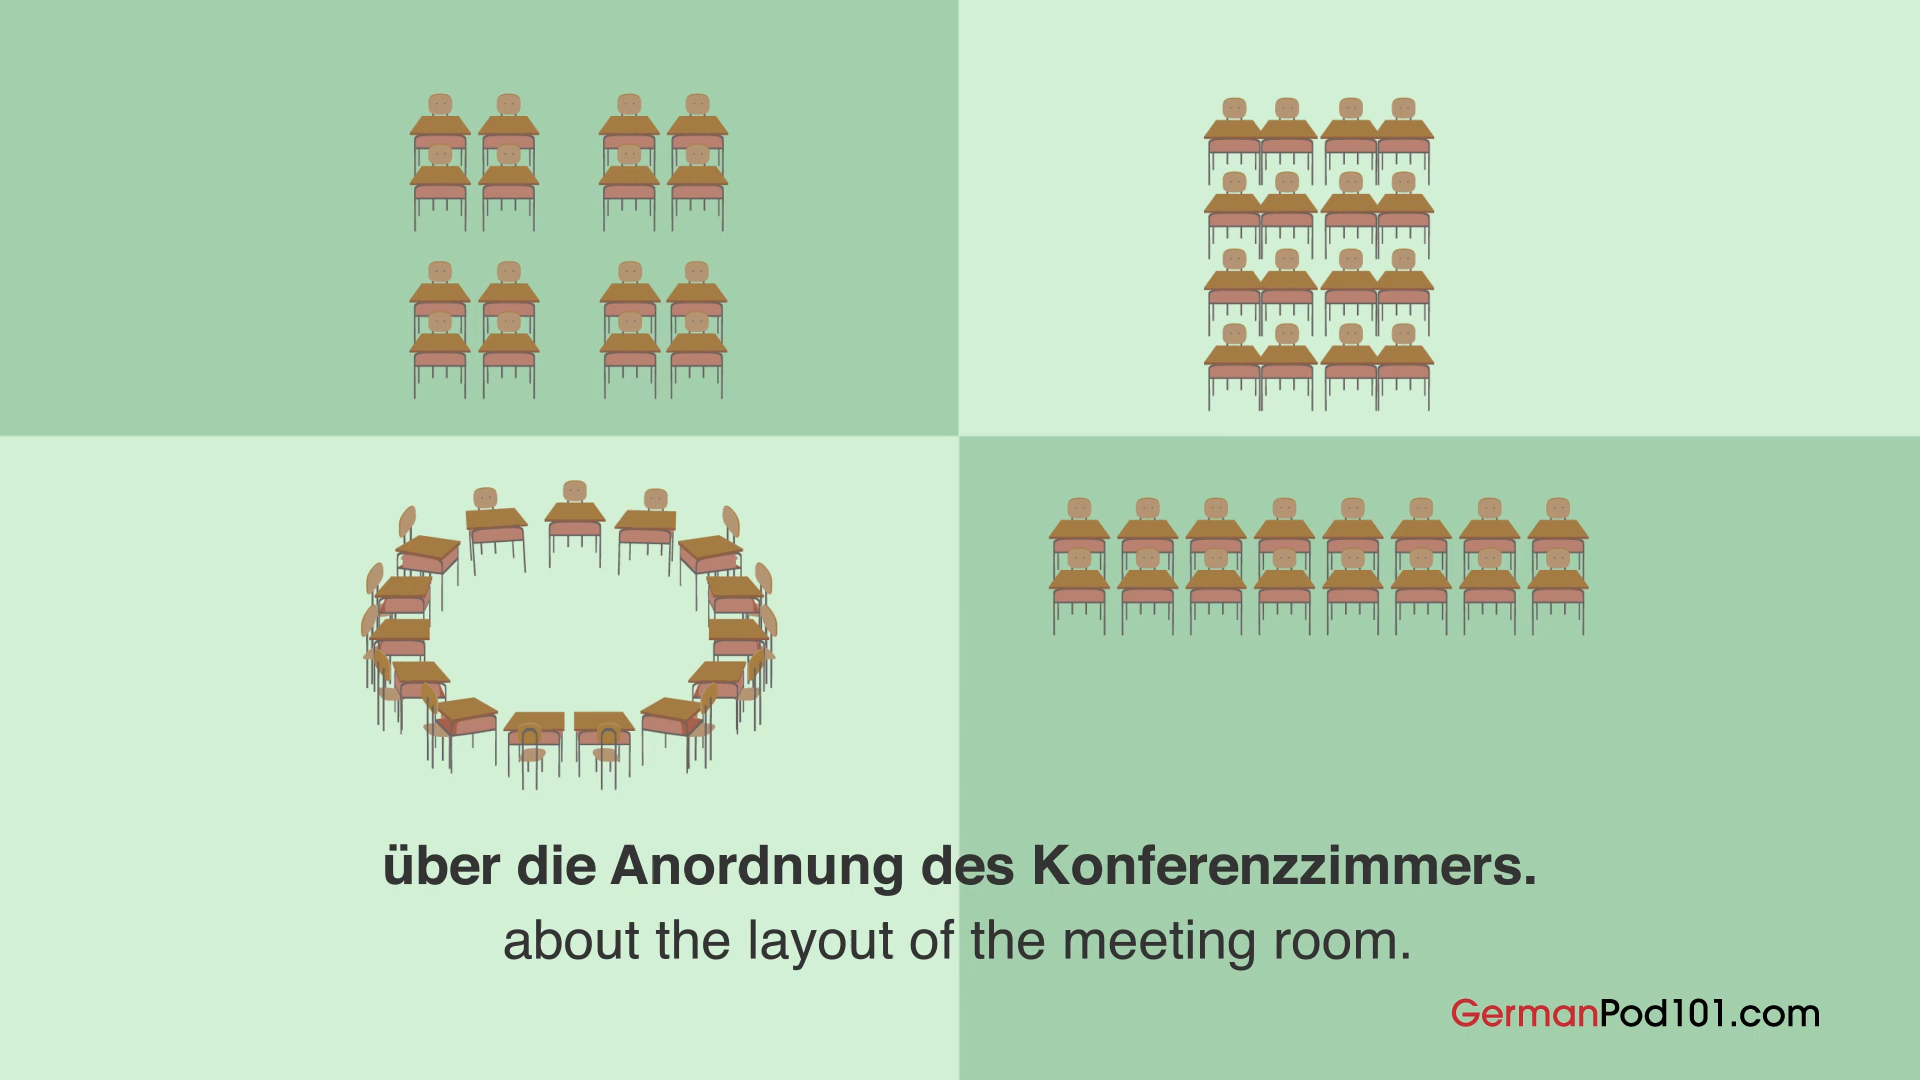 über die Anordnung des Konferenzzimmers.
about the layout of the meeting room.
GermanPod101.com